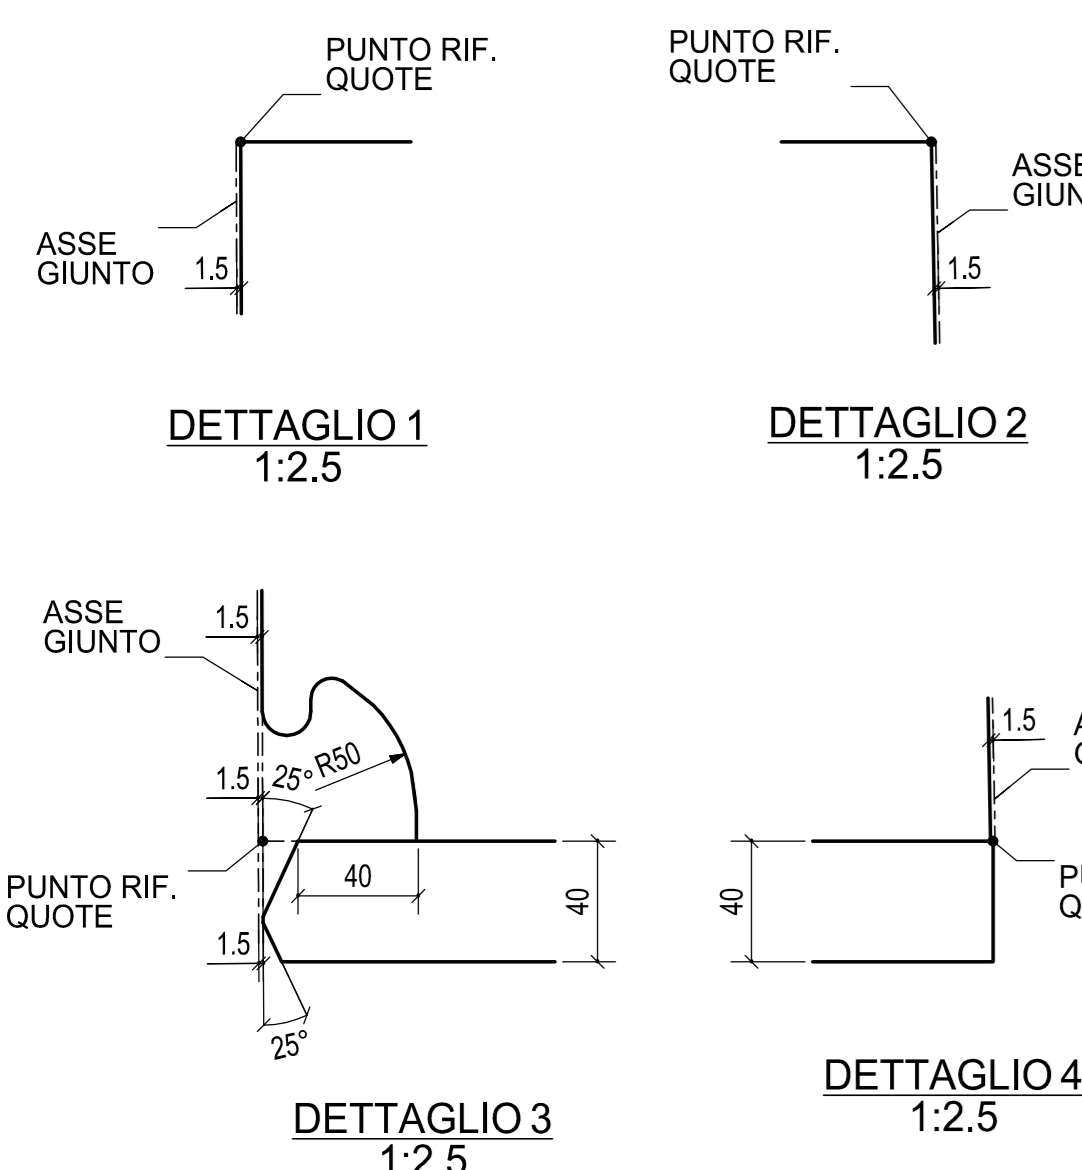 PUNTO RIF.
QUOTE
ASSE
GIUNTO
1.5
DETTAGLIO 1
1:2.5
PUNTO RIF.
QUOTE
1.5
DETTAGLIO 2
1:2.5
ASSE
GIUNTO
1.5
1.5
25°
R50
PUNTO RIF.
QUOTE
40
40
1.5
25°
DETTAGLIO 3
1:2.5
1.5
40
DETTAGLIO 4
1:2.5